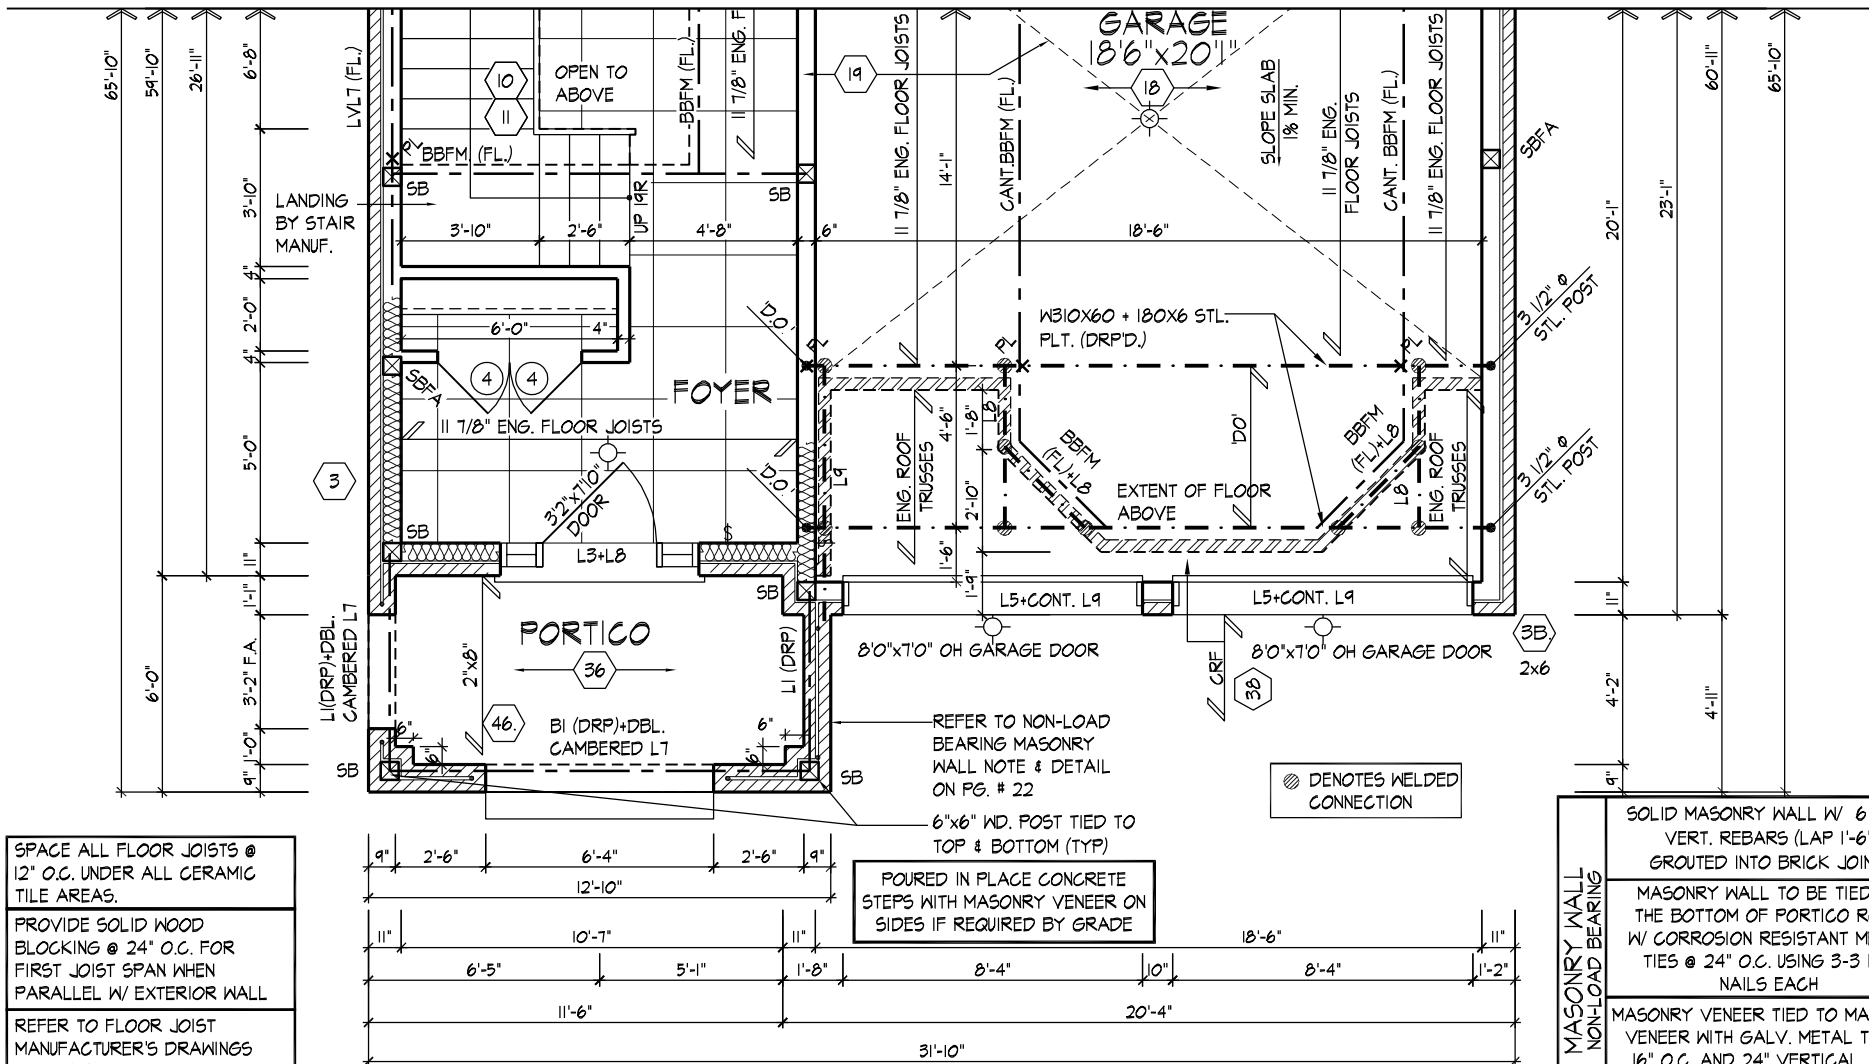 65'-10"
59'-10"
26'-11"
6'-8"
3'-10"
4"
2'-0"
4"
5'-0"
11"
1'-1"
3'-2" F.A.
1'-0"
9"
6'-0"
LVL7 (FL.)
10
11
OPEN TO
ABOVE
BBFM (FL.)
PL
BBFM. (FL.)
SB
SB
LANDING
BY STAIR
MANUF.
UP 19R
3'-10"
2'-6"
4'-8"
6"
18'-6"
6'-0"
4"
4
4
SBFA
FOYER
11 7/8" ENG. FLOOR JOISTS
3
3'2"x7'10"
DOOR
'D.O.'
'D.O.'
SB
L3+L8
$
SB
PORTICO
36
2"x8"
46.
B1 (DRP)+DBL.
CAMBERED L7
L1(DRP)+DBL.
CAMBERED L7
L1 (DRP)
6"
6"
6"
6"
SB
SB
GARAGE
18'6"x20'1"
18
19
11 7/8" ENG. FLOOR JOISTS
14'-1"
CANT.BBFM (FL.)
SLOPE SLAB
1% MIN.
11 7/8" ENG.
FLOOR JOISTS
CANT. BBFM (FL.)
11 7/8" ENG. FLOOR JOISTS
SBFA
W310X60 + 180X6 STL.
PLT. (DRP'D.)
PL
PL
PL
3 1/2" Φ
STL. POST
3 1/2" Φ
STL. POST
L9
ENG. ROOF
TRUSSES
4'-6"
1'-6"
L8
1'-8"
2'-10"
1'-9"
BBFM
(FL)+L8
'DO'
BBFM
(FL)+L8
L8
ENG. ROOF
TRUSSES
EXTENT OF FLOOR
ABOVE
L5+CONT. L9
L5+CONT. L9
8'0"x7'0" OH GARAGE DOOR
8'0"x7'0" OH GARAGE DOOR
CRF
38
3B.
2x6
20'-1"
23'-1"
60'-11"
65'-10"
11"
4'-2"
4'-11"
9"
REFER TO NON-LOAD
BEARING MASONRY
WALL NOTE & DETAIL
ON PG. # 22
6"x6" WD. POST TIED TO
TOP & BOTTOM (TYP)
DENOTES WELDED
CONNECTION
POURED IN PLACE CONCRETE
STEPS WITH MASONRY VENEER ON
SIDES IF REQUIRED BY GRADE
9"
2'-6"
6'-4"
2'-6"
9"
12'-10"
11"
10'-7"
11"
18'-6"
11"
6'-5"
5'-1"
1'-8"
8'-4"
10"
8'-4"
1'-2"
11'-6"
20'-4"
31'-10"
SPACE ALL FLOOR JOISTS @
12" O.C. UNDER ALL CERAMIC
TILE AREAS.
PROVIDE SOLID WOOD
BLOCKING @ 24" O.C. FOR
FIRST JOIST SPAN WHEN
PARALLEL W/ EXTERIOR WALL
REFER TO FLOOR JOIST
MANUFACTURER'S DRAWINGS
MASONRY WALL
NON-LOAD BEARING
SOLID MASONRY WALL W/ 6
VERT. REBARS (LAP 1'-6"
GROUTED INTO BRICK
MASONRY WALL TO BE TIED
THE BOTTOM OF PORTICO
W/ CORROSION RESISTANT
TIES @ 24" O.C. USING 3-3
NAILS EACH
MASONRY VENEER TIED TO
VENEER WITH GALV. METAL
16" O.C. AND 24" VERTICAL